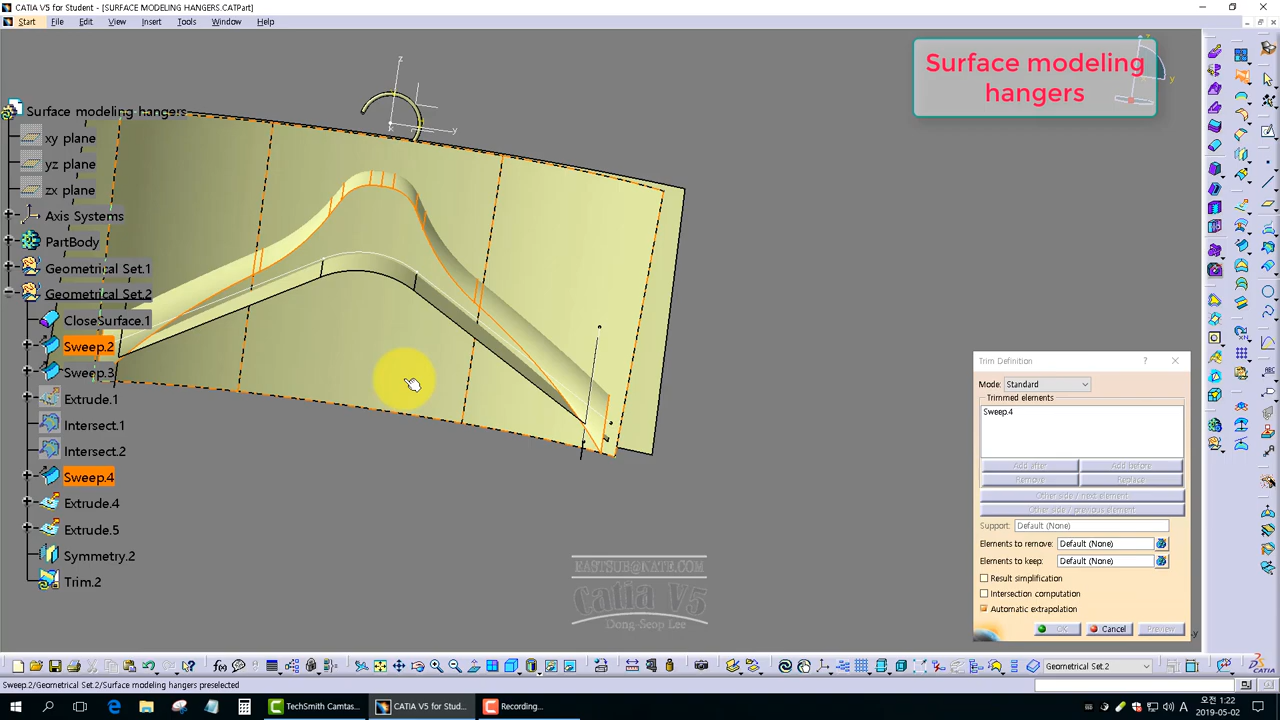 CATIA V5 for Student - [SURFACE MODELING HANGERS.CATPart]
Start File Edit View Insert Tools Window Help
Surface modeling
hangers
Surface modeling hangers
xy plane
yz plane
zx plane
Axis Systems
PartBody
Geometrical Set.1
Geometrical Set.2
CloseSurface.1
Sweep.2
Sweep.3
Extrude.1
Intersect.1
Intersect.2
Sweep.4
Extrude.4
Extrude.5
Symmetry.2
Trim.2
z
y
x
y
Trim Definition ? ×
Mode: Standard
Trimmed elements
Sweep.4
Add after Add before
Remove Replace
Other side / next element
Other side / previous element
Support: Default (None)
Elements to remove: Default (None)
Elements to keep: Default (None)
Result simplification
Intersection computation
Automatic extrapolation
OK Cancel Preview
EASTSUB@NATE.COM
Catia V5
Dong-Seop Lee
Geometrical Set.2
Sweep.2/Geometrical Set.2/Surface modeling hangers preselected
TechSmith Camtas... CATIA V5 for Stud... Recording...
A 오전 1:22
2019-05-02